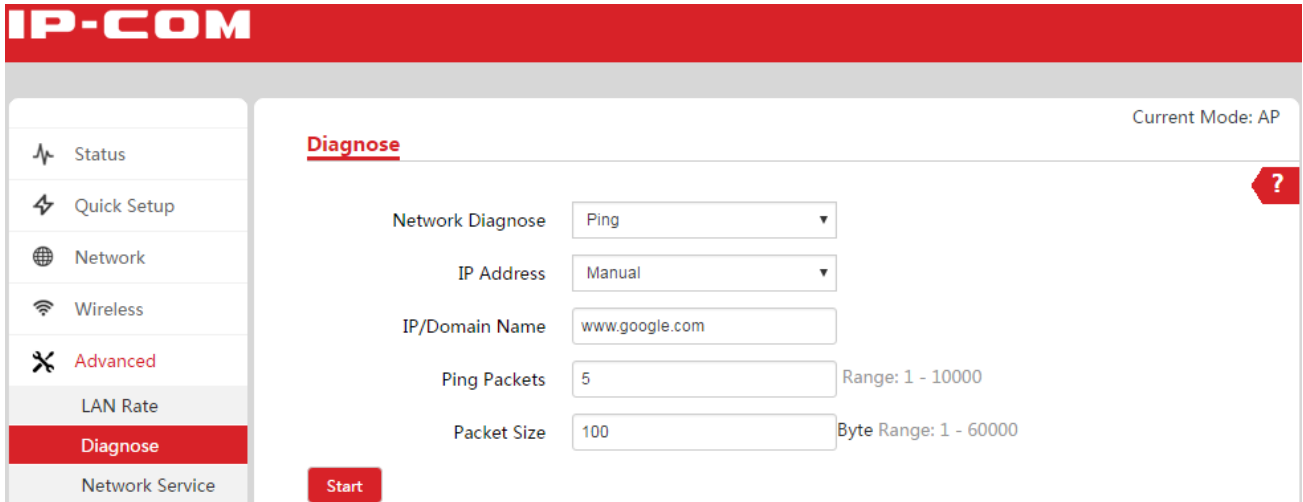 IP-COM
Current Mode: AP
Diagnose
?
Status
Quick Setup
Network
Wireless
Advanced
LAN Rate
Diagnose
Network Service
Network Diagnose Ping
IP Address Manual
IP/Domain Name www.google.com
Ping Packets 5 Range: 1 - 10000
Packet Size 100 Byte Range: 1 - 60000
Start